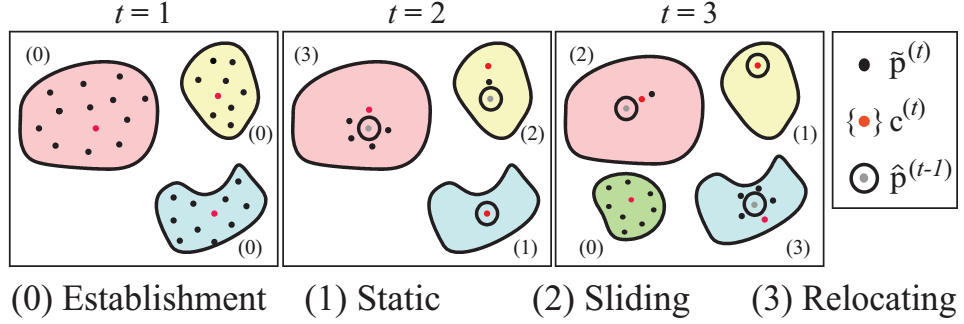 t = 1
t = 2
t = 3
(0)
(0)
(0)
(3)
(2)
(1)
(2)
(1)
(0)
(3)
p̃^(t)
{ } c^(t)
p̂^(t-1)
(0) Establishment (1) Static (2) Sliding (3) Relocating